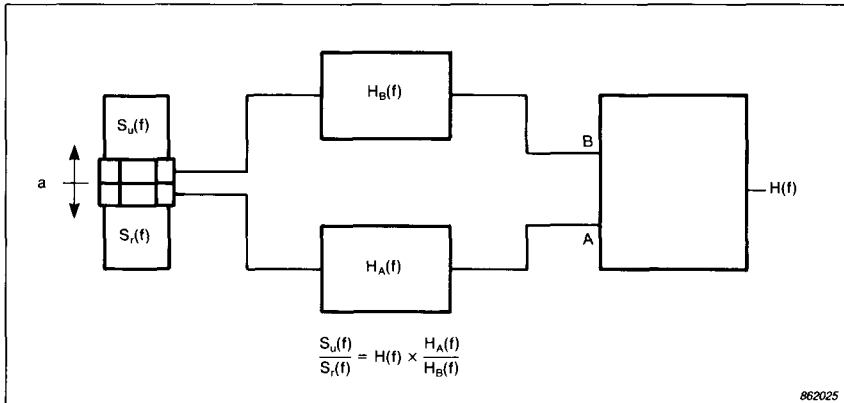 H_B(f)
S_u(f)
B
a
H(f)
S_r(f)
A
H_A(f)
S_u(f)/S_r(f) = H(f) × H_A(f)/H_B(f)
862025